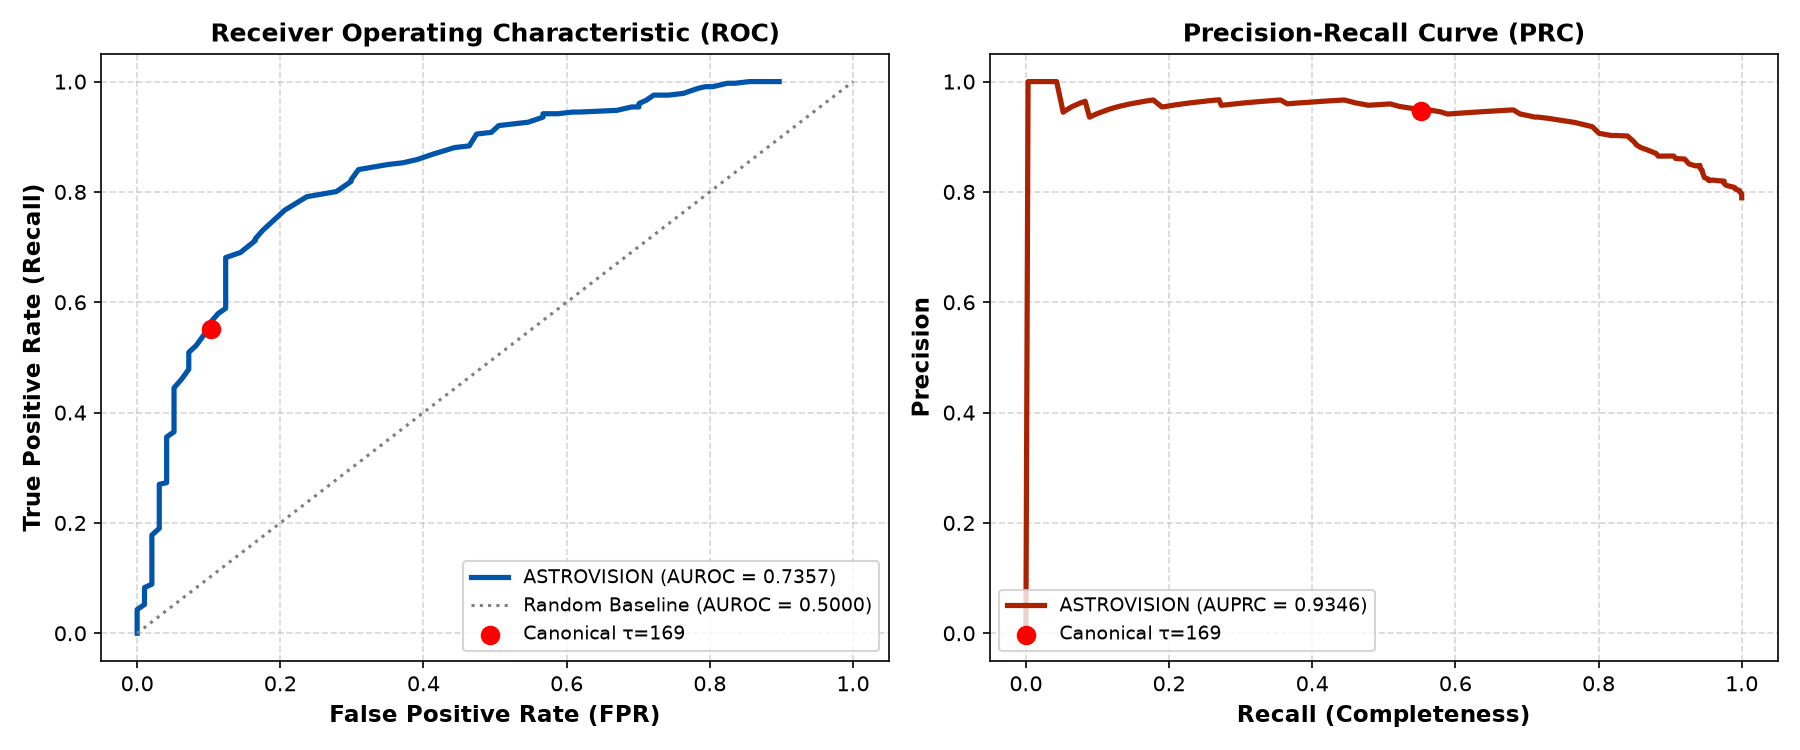 Receiver Operating Characteristic (ROC)
True Positive Rate (Recall)
1.0
0.8
0.6
0.4
0.2
0.0
ASTROVISION (AUROC = 0.7357)
Random Baseline (AUROC = 0.5000)
Canonical τ=169
0.0 0.2 0.4 0.6 0.8 1.0
False Positive Rate (FPR)
Precision-Recall Curve (PRC)
Precision
1.0
0.8
0.6
0.4
0.2
0.0
ASTROVISION (AUPRC = 0.9346)
Canonical τ=169
0.0 0.2 0.4 0.6 0.8 1.0
Recall (Completeness)